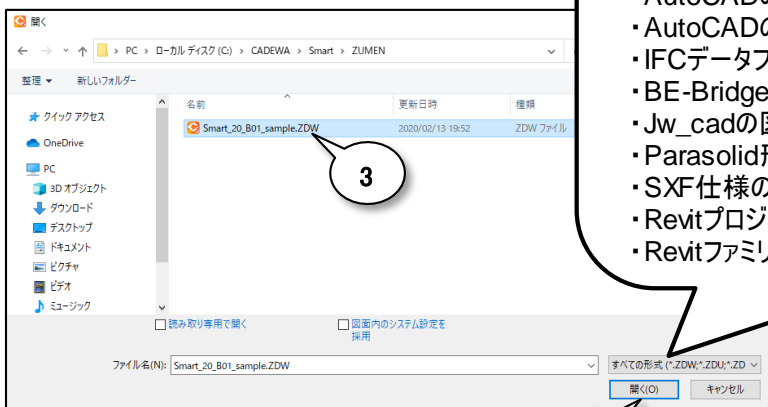 開く
PC › ローカル ディスク (C:) › CADEWA › Smart › ZUMEN
整理 新しいフォルダー
名前 更新日時 種類
クイック アクセス
Smart_20_B01_sample.ZDW 2020/02/13 19:52 ZDW ファイル
OneDrive
PC
3D オブジェクト
ダウンロード
デスクトップ
ドキュメント
ピクチャ
ビデオ
ミュージック
3
・AutoCADの
・IFCデータフ
・BE-Bridge
・Jw_cadの図
・Parasolid形
・SXF仕様の
・Revitプロジ
・Revitファミリ
読み取り専用で開く
図面内のシステム設定を
採用
ファイル名(N): Smart_20_B01_sample.ZDW
すべての形式 (*.ZDW;*.ZDU;*.ZD
開く(O) キャンセル